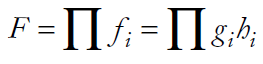 F = ∏ f_i = ∏ g_i h_i